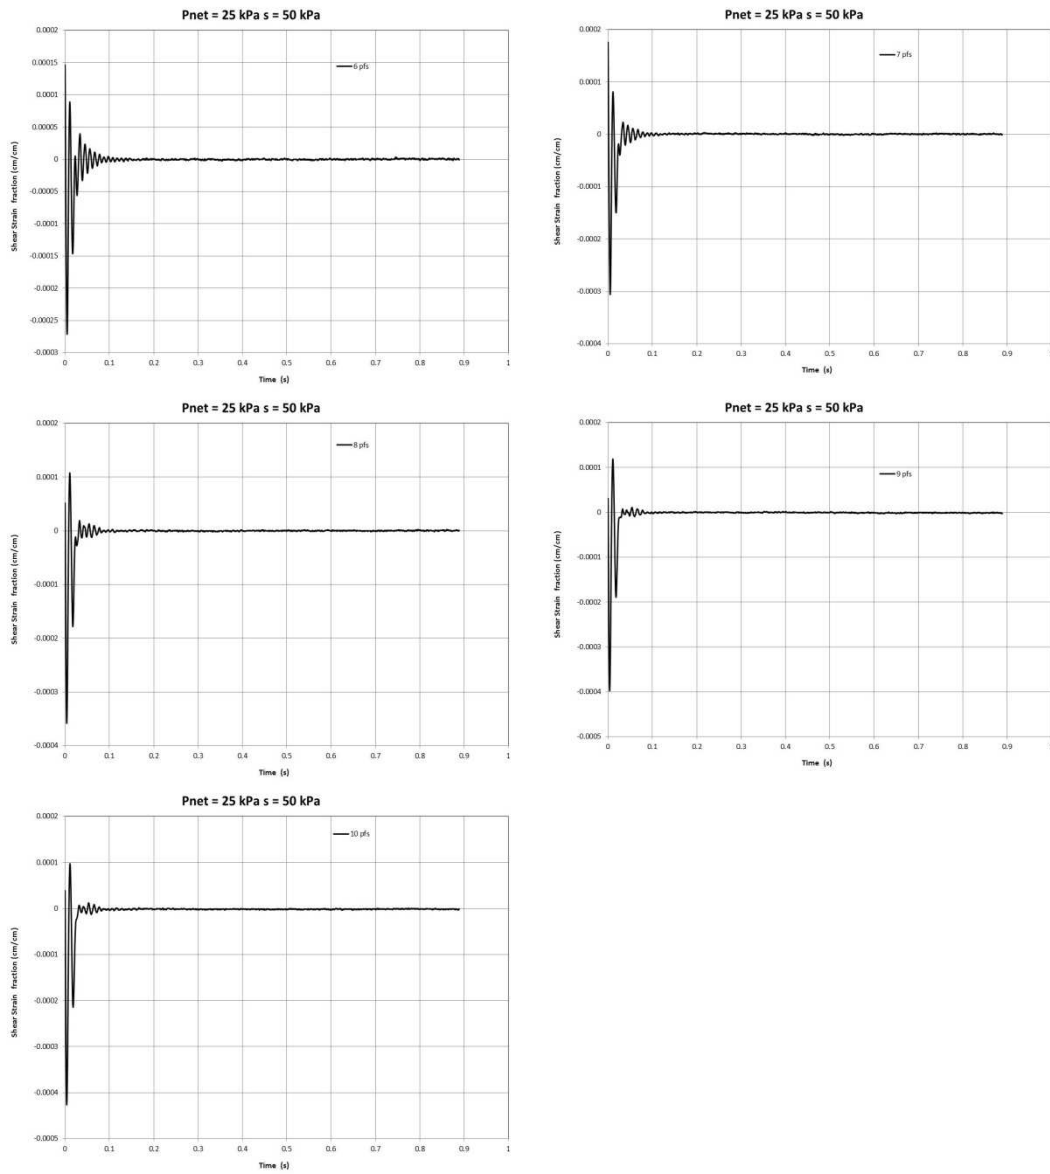 Pnet = 25 kPa s = 50 kPa
6 pfs
Shear Strain fraction (cm/cm)
0.0002
0.00015
0.0001
0.00005
0
-0.00005
-0.0001
-0.00015
-0.0002
-0.00025
-0.0003
0 0.1 0.2 0.3 0.4 0.5 0.6 0.7 0.8 0.9 1
Time (s)
Pnet = 25 kPa s = 50 kPa
7 pfs
Shear Strain fraction (cm/cm)
0.0002
0.0001
0
-0.0001
-0.0002
-0.0003
-0.0004
0 0.1 0.2 0.3 0.4 0.5 0.6 0.7 0.8 0.9
Time (s)
Pnet = 25 kPa s = 50 kPa
8 pfs
Shear Strain fraction (cm/cm)
0.0002
0.0001
0
-0.0001
-0.0002
-0.0003
-0.0004
0 0.1 0.2 0.3 0.4 0.5 0.6 0.7 0.8 0.9 1
Time (s)
Pnet = 25 kPa s = 50 kPa
9 pfs
Shear Strain fraction (cm/cm)
0.0002
0.0001
0
-0.0001
-0.0002
-0.0003
-0.0004
-0.0005
0 0.1 0.2 0.3 0.4 0.5 0.6 0.7 0.8 0.9
Time (s)
Pnet = 25 kPa s = 50 kPa
10 pfs
Shear Strain fraction (cm/cm)
0.0002
0.0001
0
-0.0001
-0.0002
-0.0003
-0.0004
-0.0005
0 0.1 0.2 0.3 0.4 0.5 0.6 0.7 0.8 0.9 1
Time (s)